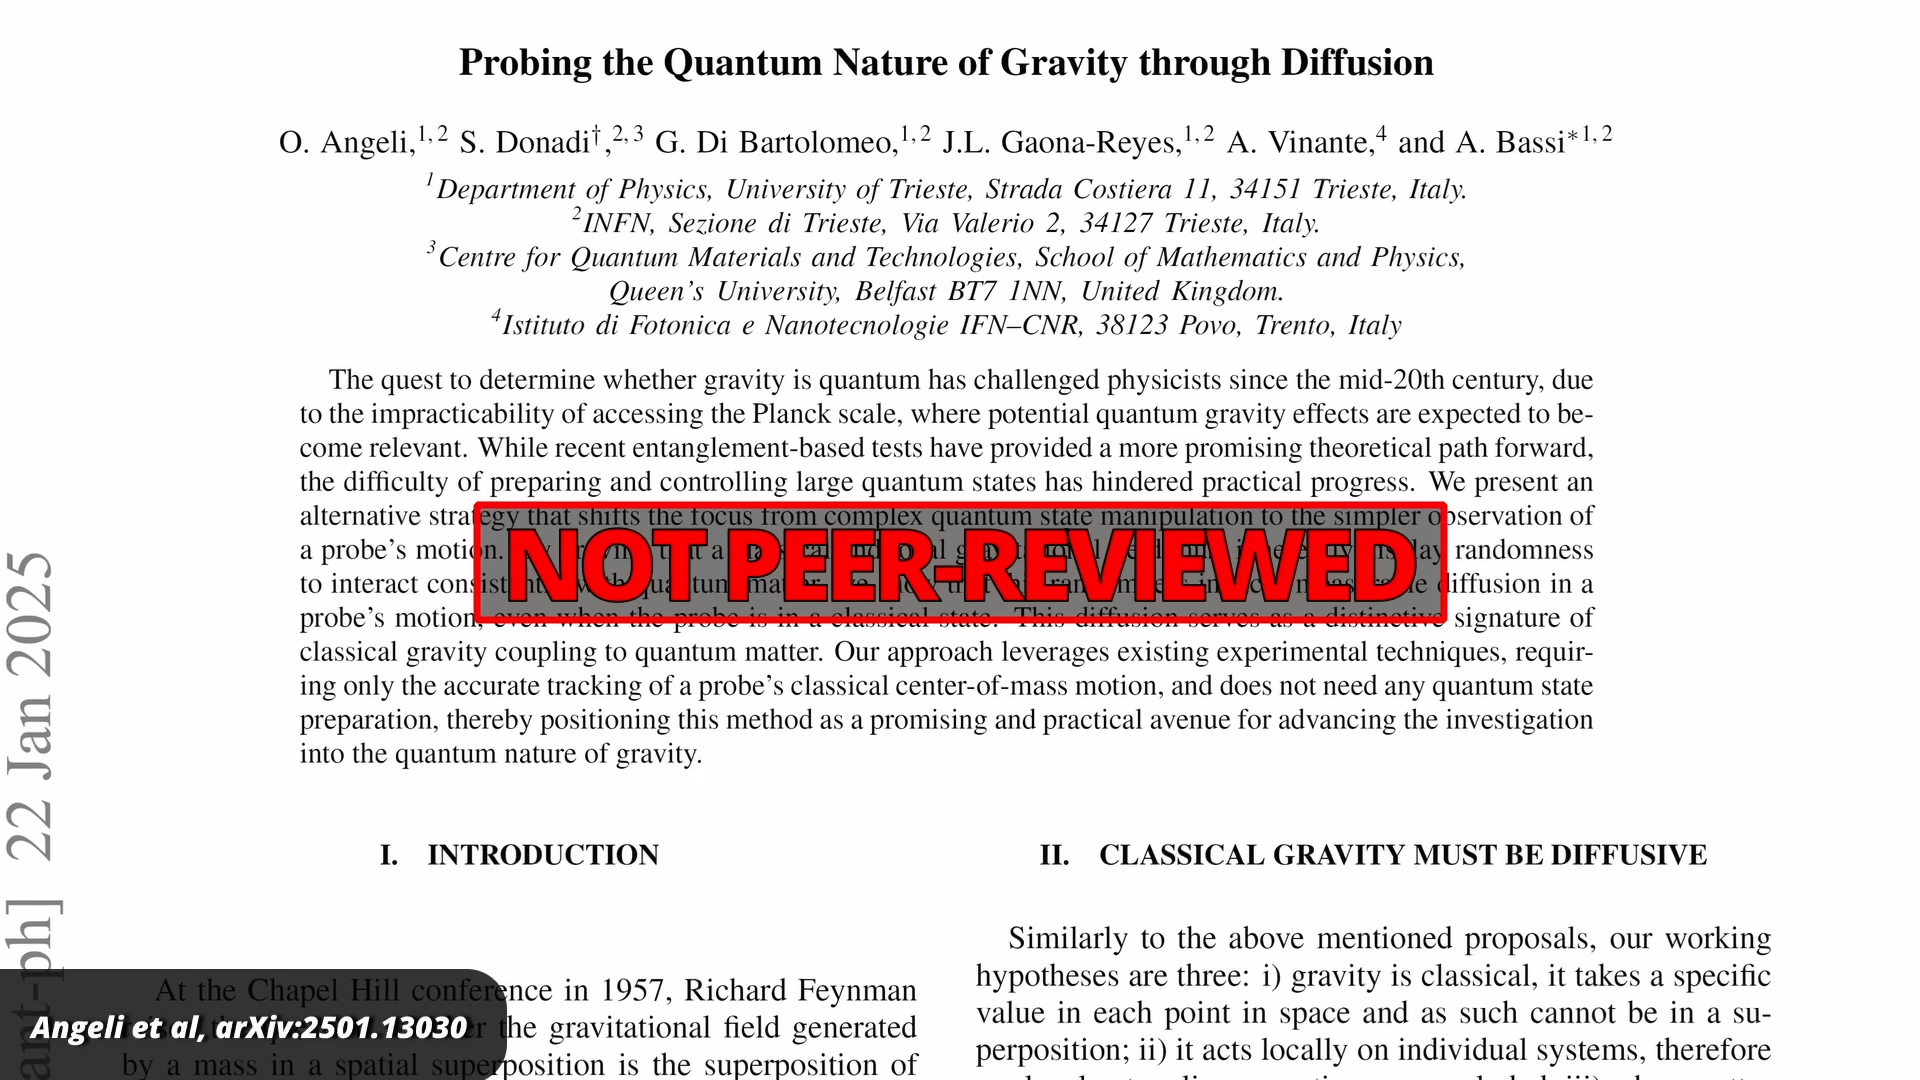 Probing the Quantum Nature of Gravity through Diffusion
O. Angeli,1,2 S. Donadi†,2,3 G. Di Bartolomeo,1,2 J.L. Gaona-Reyes,1,2 A. Vinante,4 and A. Bassi∗1,2
1Department of Physics, University of Trieste, Strada Costiera 11, 34151 Trieste, Italy.
2INFN, Sezione di Trieste, Via Valerio 2, 34127 Trieste, Italy.
3Centre for Quantum Materials and Technologies, School of Mathematics and Physics,
Queen's University, Belfast BT7 1NN, United Kingdom.
4Istituto di Fotonica e Nanotecnologie IFN–CNR, 38123 Povo, Trento, Italy
The quest to determine whether gravity is quantum has challenged physicists since the mid-20th century, due
to the impracticability of accessing the Planck scale, where potential quantum gravity effects are expected to be-
come relevant. While recent entanglement-based tests have provided a more promising theoretical path forward,
the difficulty of preparing and controlling large quantum states has hindered practical progress. We present an
alternative strategy that shifts the focus from complex quantum state manipulation to the simpler observation of
a probe's motion. randomness
NOT PEER-REVIEWED
to interact diffusion in a
probe's motion, even when the probe is in a classical state. This diffusion serves as a distinctive signature of
classical gravity coupling to quantum matter. Our approach leverages existing experimental techniques, requir-
ing only the accurate tracking of a probe's classical center-of-mass motion, and does not need any quantum state
preparation, thereby positioning this method as a promising and practical avenue for advancing the investigation
into the quantum nature of gravity.
I. INTRODUCTION
At the Chapel Hill conference in 1957, Richard Feynman
the gravitational field generated
by a mass in a spatial superposition is the superposition of
II. CLASSICAL GRAVITY MUST BE DIFFUSIVE
Similarly to the above mentioned proposals, our working
hypotheses are three: i) gravity is classical, it takes a specific
value in each point in space and as such cannot be in a su-
perposition; ii) it acts locally on individual systems, therefore
22 Jan 2025
Angeli et al, arXiv:2501.13030